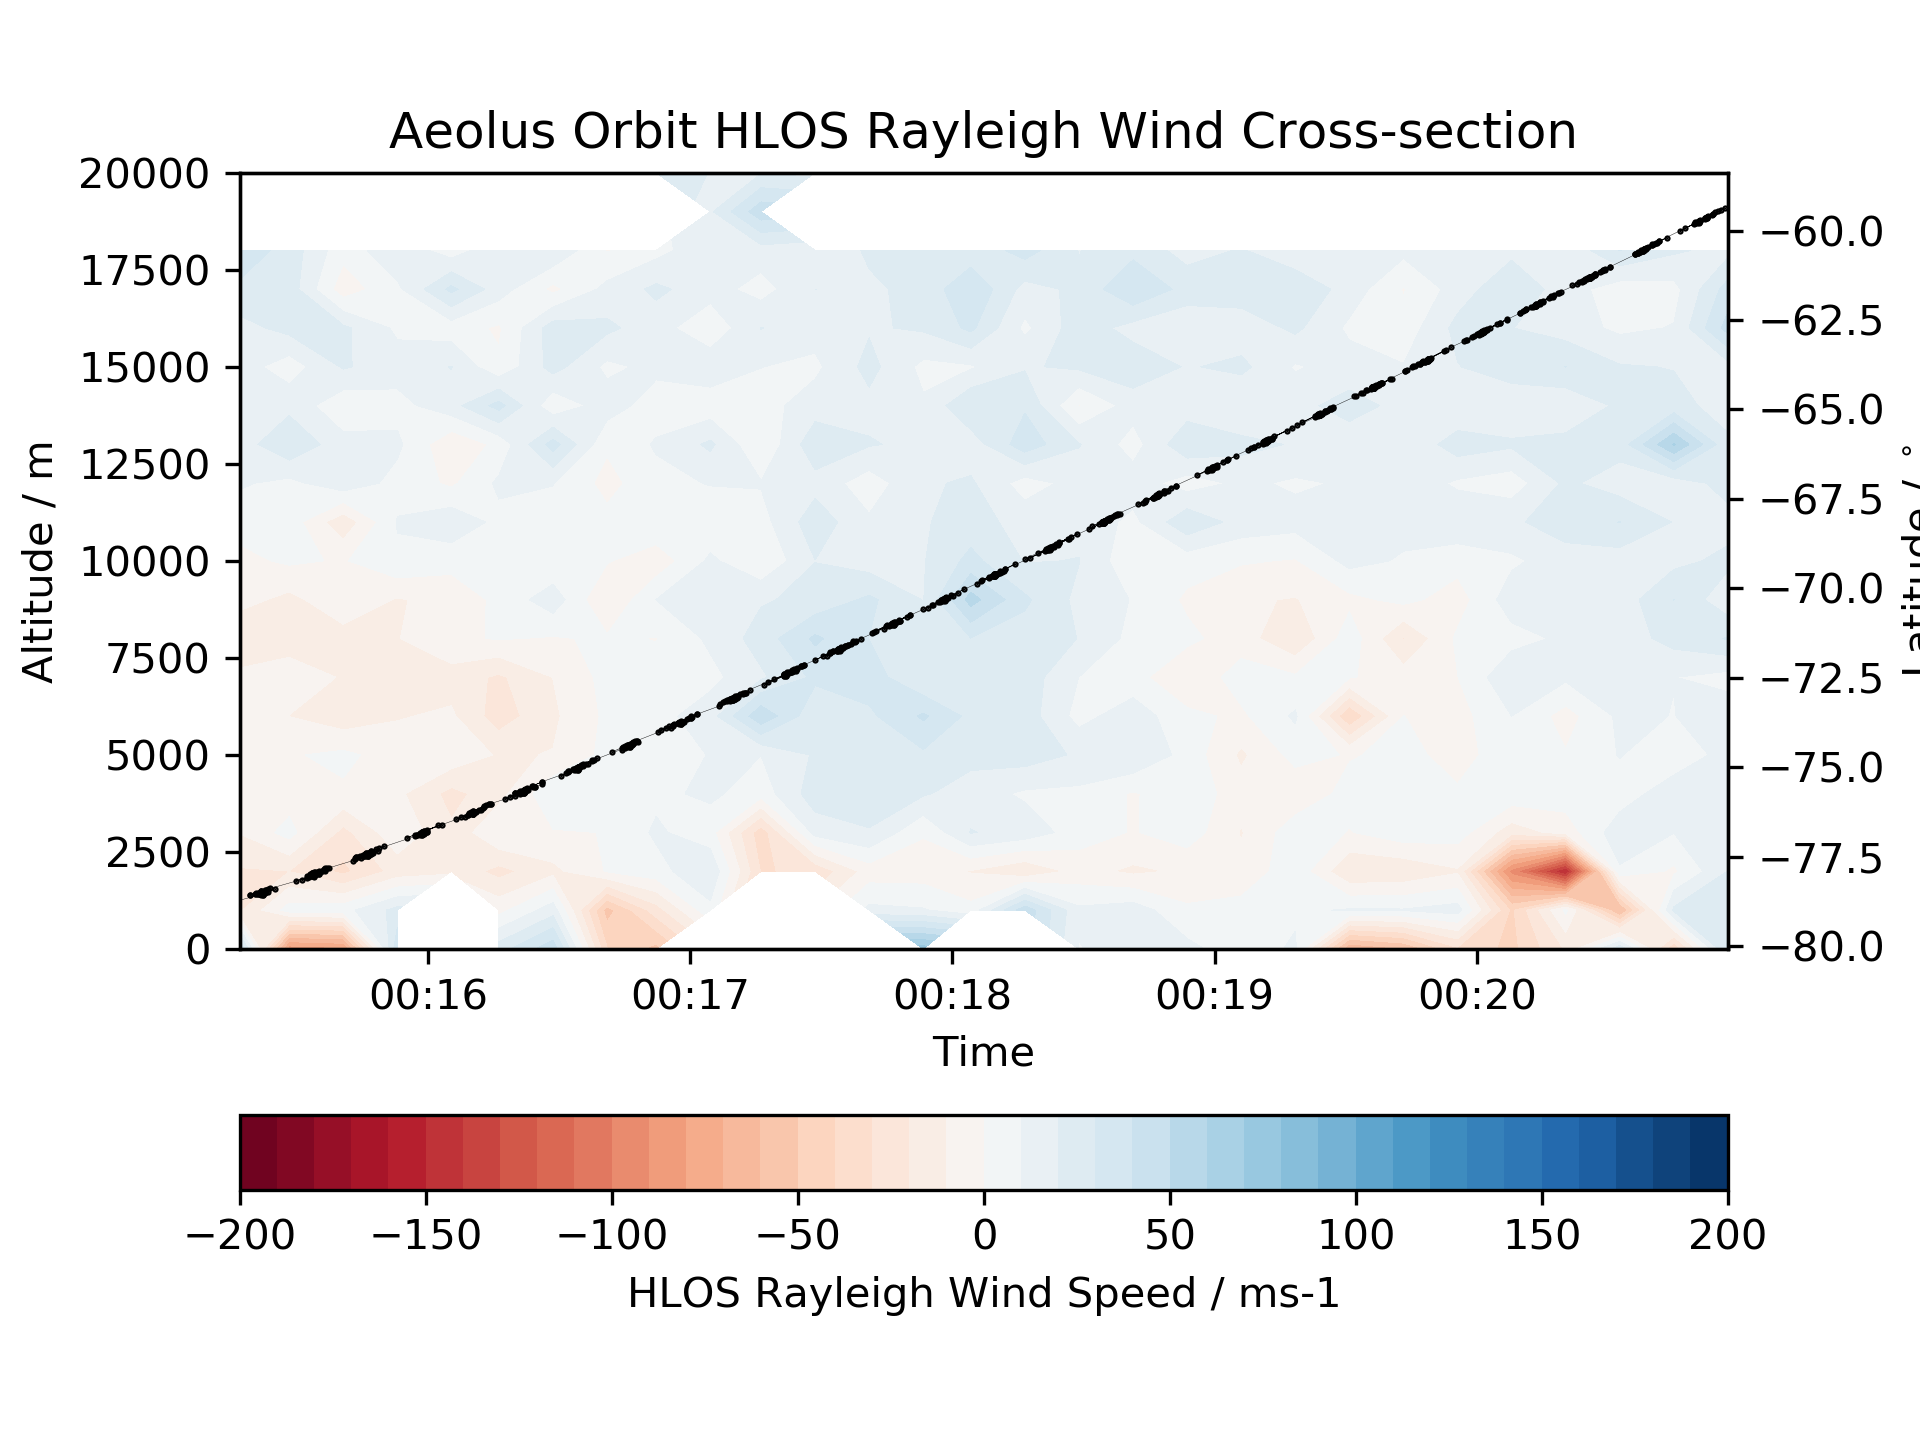 Aeolus Orbit HLOS Rayleigh Wind Cross-section
20000
17500
15000
12500
10000
7500
5000
2500
0
Altitude / m
−60.0
−62.5
−65.0
−67.5
−70.0
−72.5
−75.0
−77.5
−80.0
Latitude / °
00:16 00:17 00:18 00:19 00:20
Time
−200 −150 −100 −50 0 50 100 150 200
HLOS Rayleigh Wind Speed / ms-1